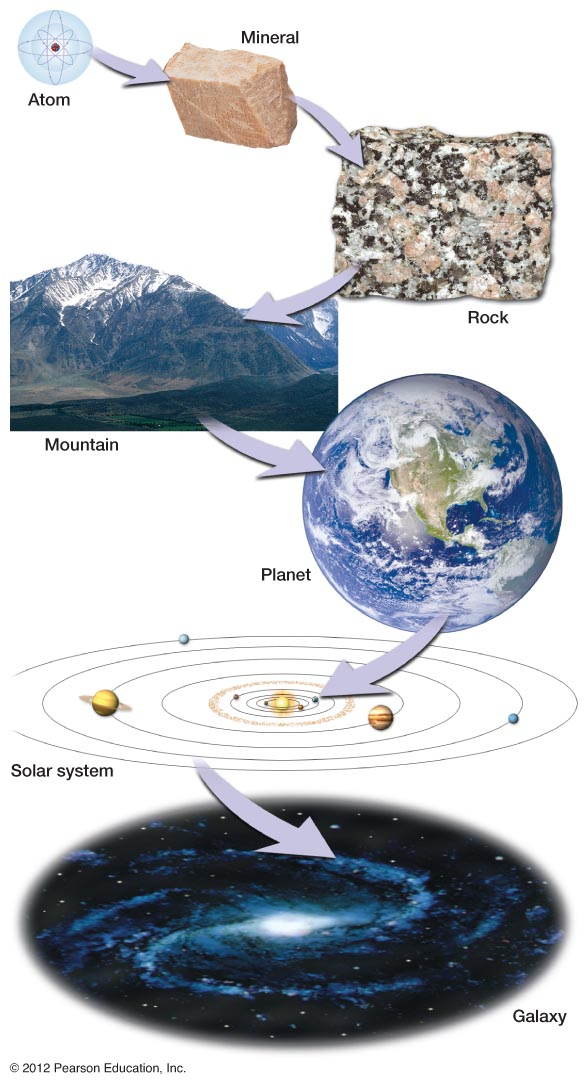 Mineral
Atom
Rock
Mountain
Planet
Solar system
Galaxy
© 2012 Pearson Education, Inc.